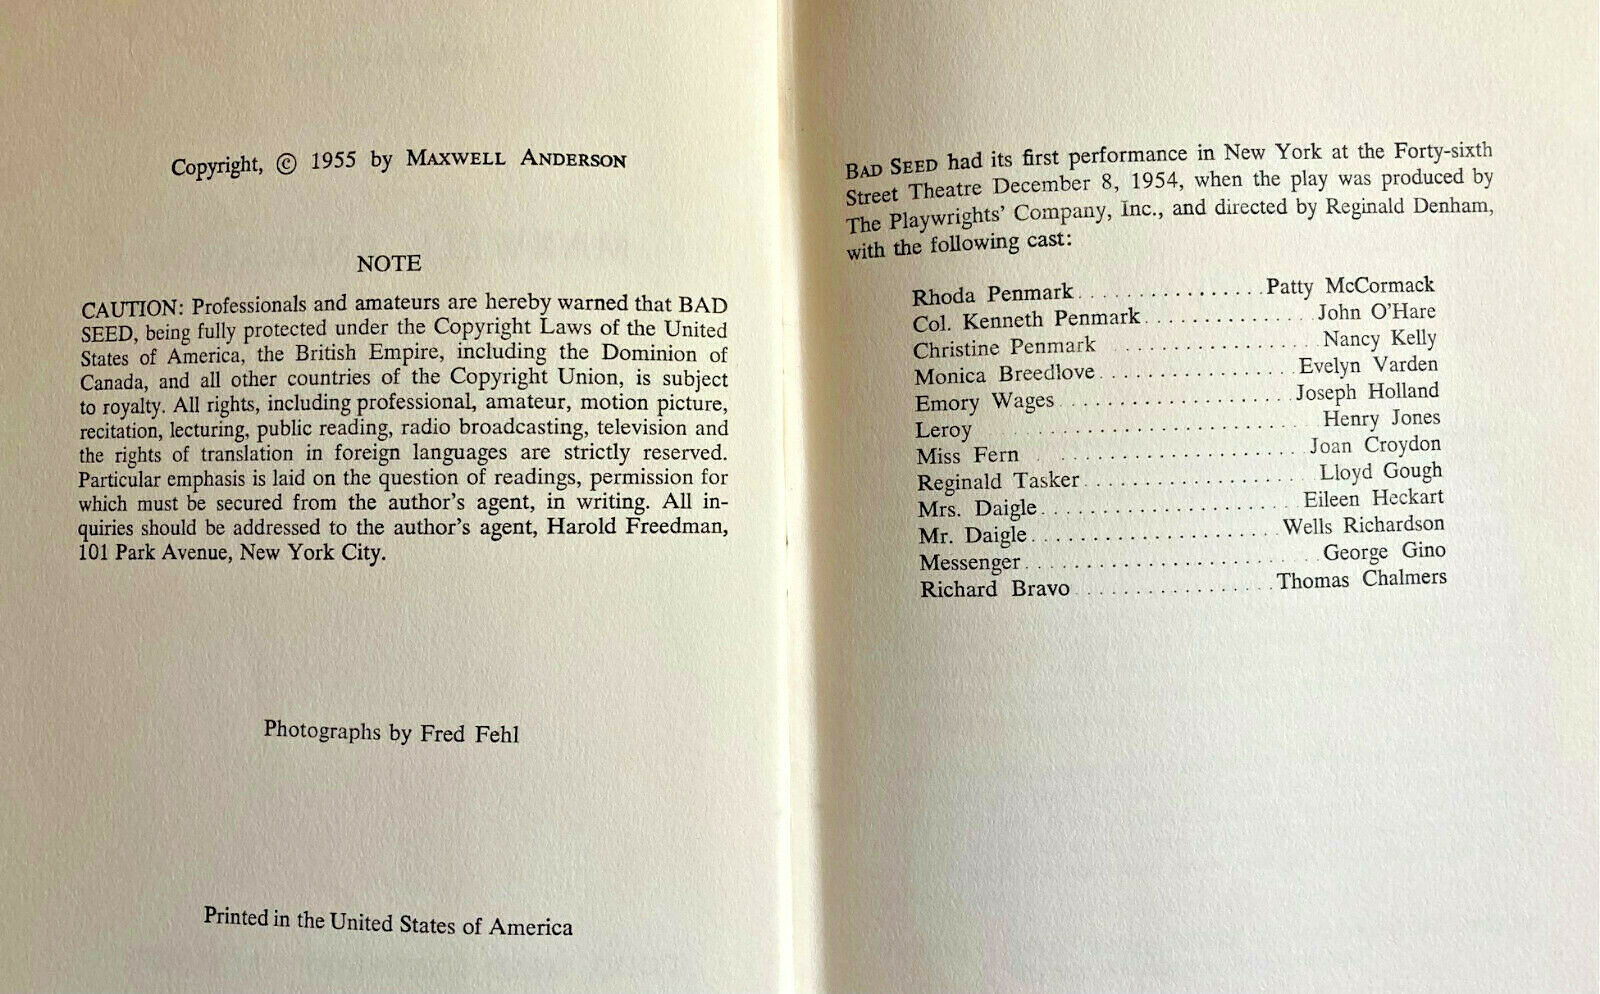 Copyright, © 1955 by MAXWELL ANDERSON
NOTE
CAUTION: Professionals and amateurs are hereby warned that BAD
SEED, being fully protected under the Copyright Laws of the United
States of America, the British Empire, including the Dominion of
Canada, and all other countries of the Copyright Union, is subject
to royalty. All rights, including professional, amateur, motion picture,
recitation, lecturing, public reading, radio broadcasting, television and
the rights of translation in foreign languages are strictly reserved.
Particular emphasis is laid on the question of readings, permission for
which must be secured from the author's agent, in writing. All in-
quiries should be addressed to the author's agent, Harold Freedman,
101 Park Avenue, New York City.
Photographs by Fred Fehl
Printed in the United States of America
BAD SEED had its first performance in New York at the Forty-sixth
Street Theatre December 8, 1954, when the play was produced by
The Playwrights' Company, Inc., and directed by Reginald Denham,
with the following cast:
Rhoda Penmark................Patty McCormack
Col. Kenneth Penmark...............John O'Hare
Christine Penmark..................Nancy Kelly
Monica Breedlove.................Evelyn Varden
Emory Wages.....................Joseph Holland
Leroy...........................Henry Jones
Miss Fern.......................Joan Croydon
Reginald Tasker....................Lloyd Gough
Mrs. Daigle......................Eileen Heckart
Mr. Daigle.....................Wells Richardson
Messenger.........................George Gino
Richard Bravo.................Thomas Chalmers